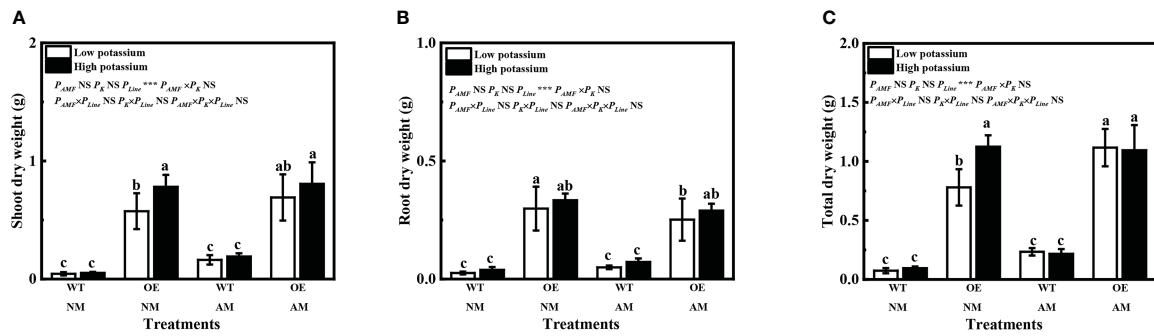 A
Shoot dry weight (g)
2
1
0
Low potassium
High potassium
P_AMF NS P_K NS P_Line *** P_AMF ×P_K NS
P_AMF×P_Line NS P_K×P_Line NS P_AMF×P_K×P_Line NS
c c b a c c ab a
WT OE WT OE
NM NM AM AM
Treatments
B
Root dry weight (g)
1.0
0.5
0.0
Low potassium
High potassium
P_AMF NS P_K NS P_Line *** P_AMF ×P_K NS
P_AMF×P_Line NS P_K×P_Line NS P_AMF×P_K×P_Line NS
c c a ab c c b ab
WT OE WT OE
NM NM AM AM
Treatments
C
Total dry weight (g)
2.0
1.5
1.0
0.5
0.0
Low potassium
High potassium
P_AMF NS P_K NS P_Line *** P_AMF ×P_K NS
P_AMF×P_Line NS P_K×P_Line NS P_AMF×P_K×P_Line NS
c c b a c c a a
WT OE WT OE
NM NM AM AM
Treatments